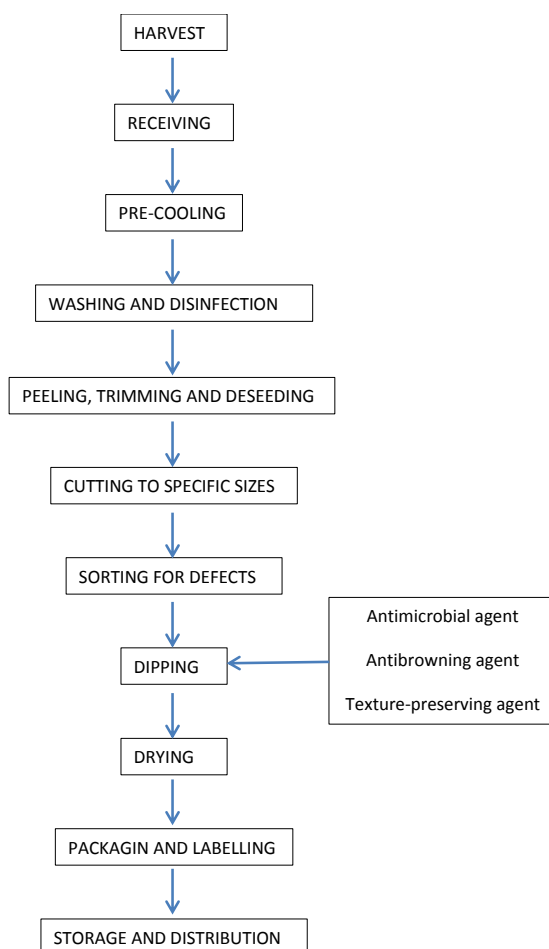 HARVEST
RECEIVING
PRE-COOLING
WASHING AND DISINFECTION
PEELING, TRIMMING AND DESEEDING
CUTTING TO SPECIFIC SIZES
SORTING FOR DEFECTS
DIPPING
Antimicrobial agent
Antibrowning agent
Texture-preserving agent
DRYING
PACKAGIN AND LABELLING
STORAGE AND DISTRIBUTION